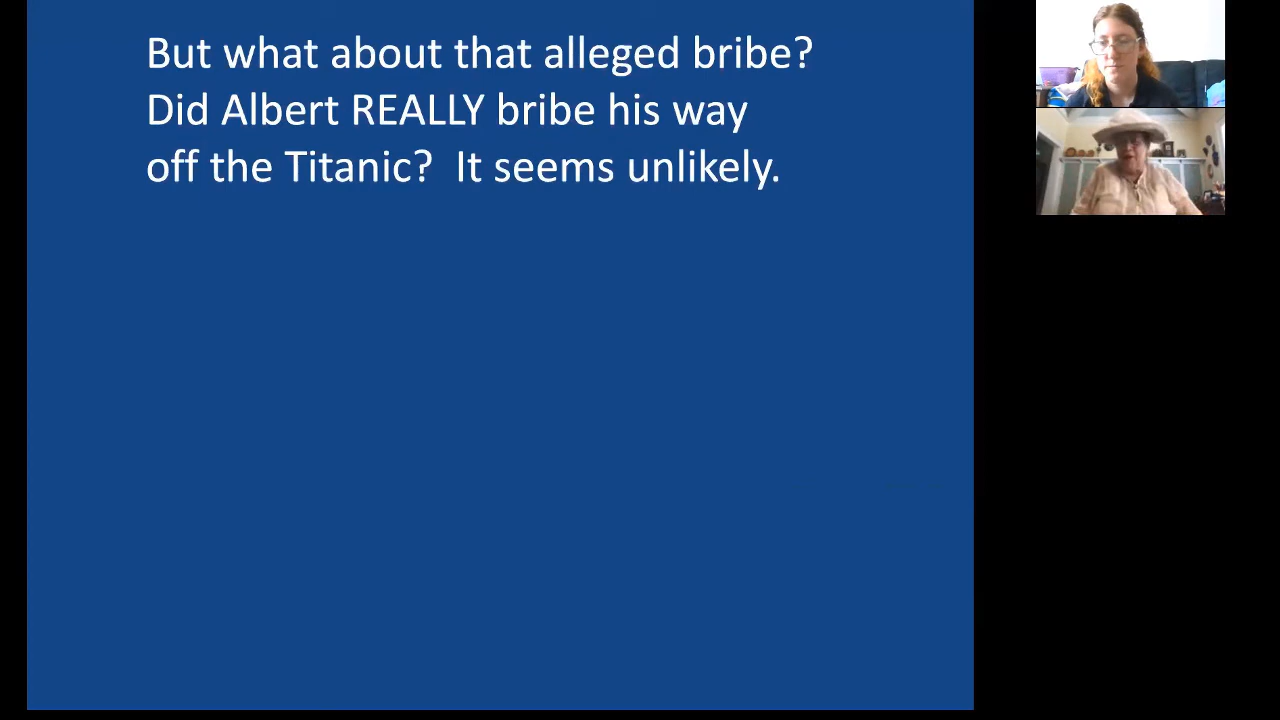 But what about that alleged bribe?
Did Albert REALLY bribe his way
off the Titanic?  It seems unlikely.